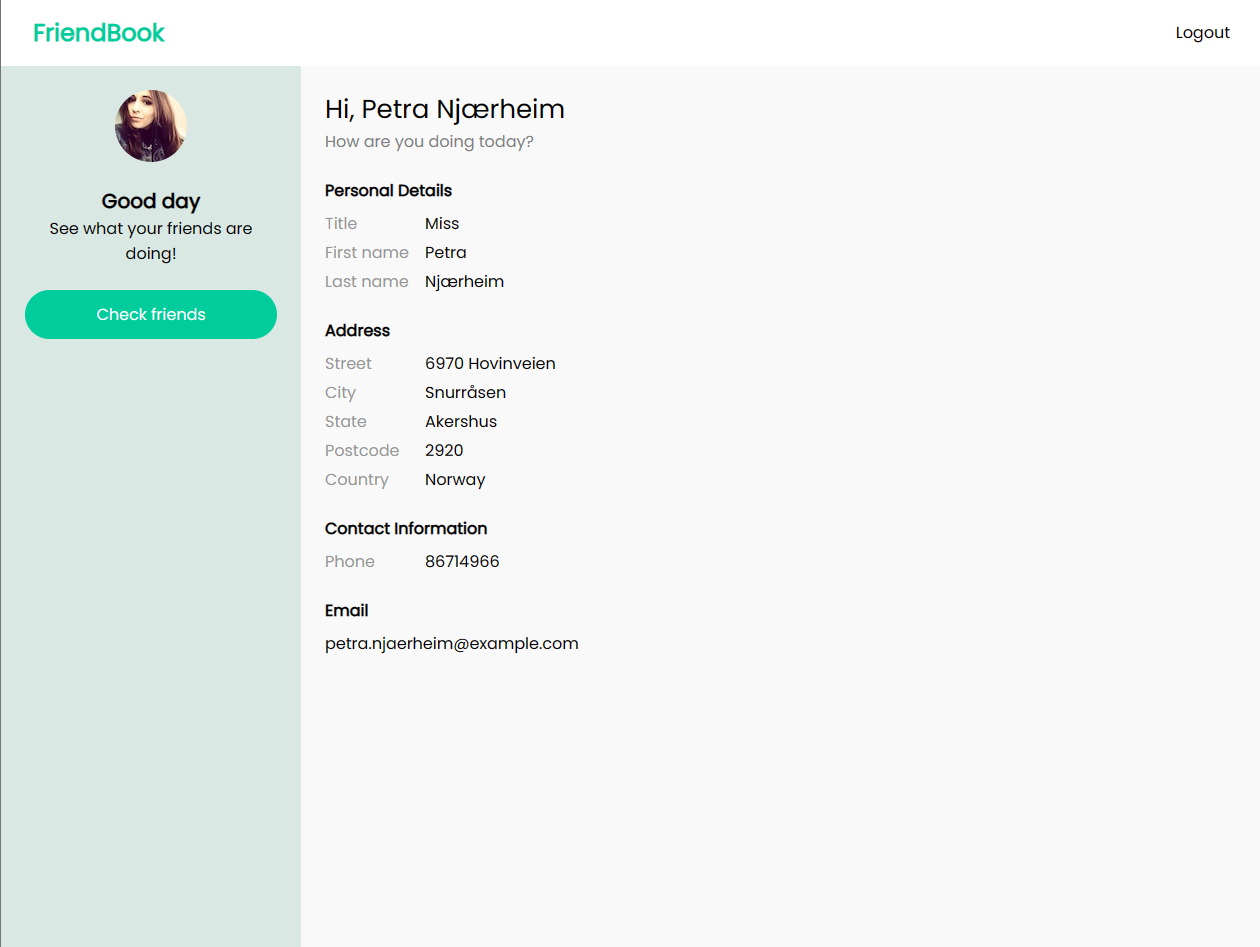 FriendBook
Logout
Good day
See what your friends are
doing!
Check friends
Hi, Petra Njærheim
How are you doing today?
Personal Details
Title Miss
First name Petra
Last name Njærheim
Address
Street 6970 Hovinveien
City Snurråsen
State Akershus
Postcode 2920
Country Norway
Contact Information
Phone 86714966
Email
petra.njaerheim@example.com